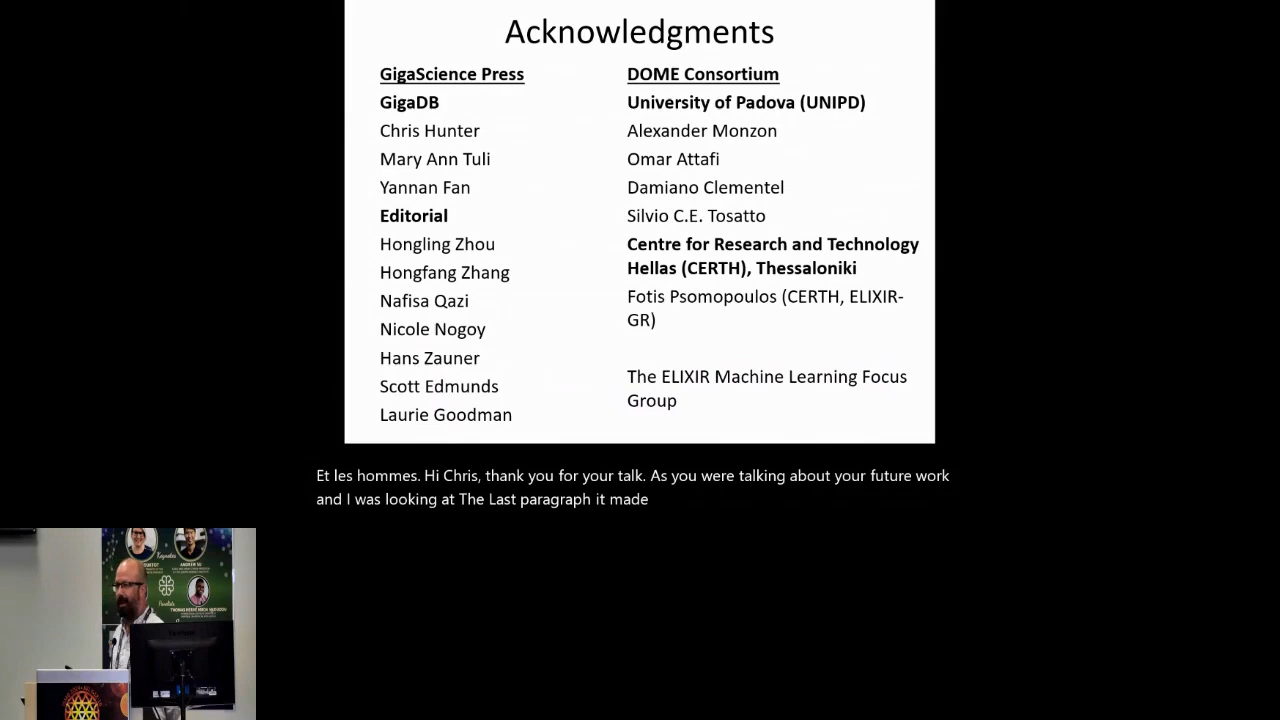 Acknowledgments
GigaScience Press
GigaDB
Chris Hunter
Mary Ann Tuli
Yannan Fan
Editorial
Hongling Zhou
Hongfang Zhang
Nafisa Qazi
Nicole Nogoy
Hans Zauner
Scott Edmunds
Laurie Goodman
DOME Consortium
University of Padova (UNIPD)
Alexander Monzon
Omar Attafi
Damiano Clementel
Silvio C.E. Tosatto
Centre for Research and Technology
Hellas (CERTH), Thessaloniki
Fotis Psomopoulos (CERTH, ELIXIR-
GR)
The ELIXIR Machine Learning Focus
Group
Et les hommes. Hi Chris, thank you for your talk. As you were talking about your future work
and I was looking at The Last paragraph it made
Keynotes
ANDREW SU
Panelists